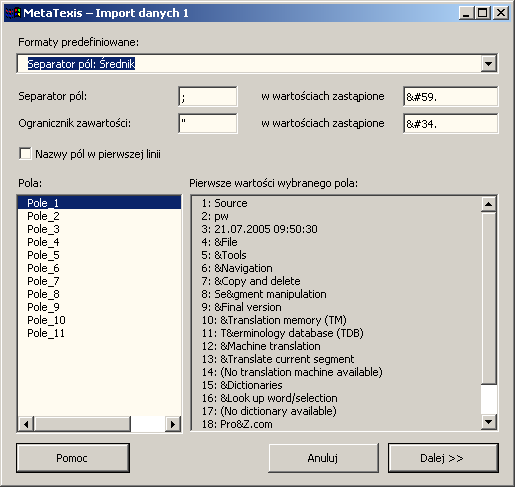 MetaTexis – Import danych 1
Formaty predefiniowane:
Separator pól: Średnik
Separator pól: ; w wartościach zastąpione &#59.
Ogranicznik zawartości: " w wartościach zastąpione &#34.
Nazwy pól w pierwszej linii
Pola:
Pole_1
Pole_2
Pole_3
Pole_4
Pole_5
Pole_6
Pole_7
Pole_8
Pole_9
Pole_10
Pole_11
Pierwsze wartości wybranego pola:
1: Source
2: pw
3: 21.07.2005 09:50:30
4: &File
5: &Tools
6: &Navigation
7: &Copy and delete
8: Se&gment manipulation
9: &Final version
10: &Translation memory (TM)
11: T&erminology database (TDB)
12: &Machine translation
13: &Translate current segment
14: (No translation machine available)
15: &Dictionaries
16: &Look up word/selection
17: (No dictionary available)
18: Pro&Z.com
Pomoc Anuluj Dalej >>